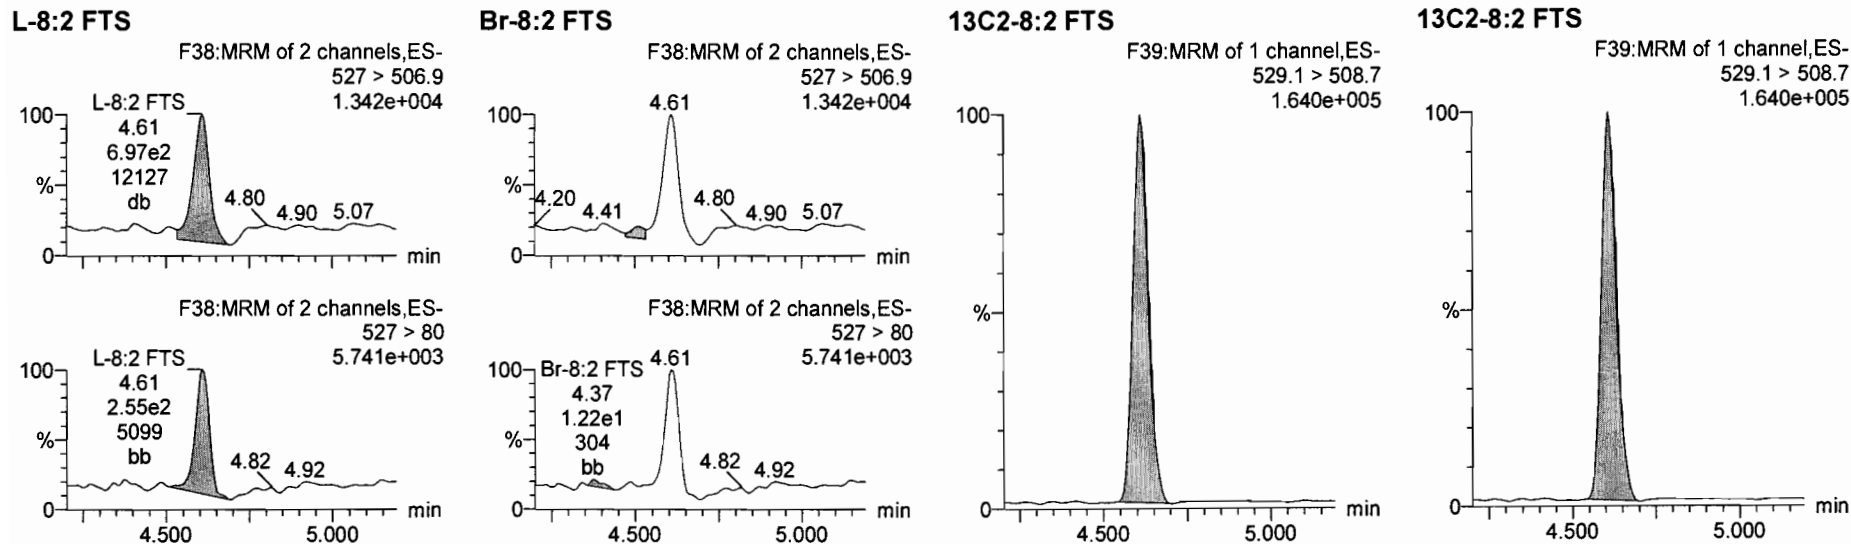 L-8:2 FTS
F38:MRM of 2 channels,ES-
527 > 506.9
1.342e+004
L-8:2 FTS
4.61
6.97e2
12127
db
4.80
4.90
5.07
100
%
0
min
F38:MRM of 2 channels,ES-
527 > 80
5.741e+003
L-8:2 FTS
4.61
2.55e2
5099
bb
4.82
4.92
100
%
0
min
4.500
5.000
Br-8:2 FTS
F38:MRM of 2 channels,ES-
527 > 506.9
1.342e+004
4.61
4.20
4.41
4.80
4.90
5.07
100
%
0
min
F38:MRM of 2 channels,ES-
527 > 80
5.741e+003
4.61
Br-8:2 FTS
4.37
1.22e1
304
bb
4.82
4.92
100
%
0
min
4.500
5.000
13C2-8:2 FTS
F39:MRM of 1 channel,ES-
529.1 > 508.7
1.640e+005
100
%
0
min
4.500
5.000
13C2-8:2 FTS
F39:MRM of 1 channel,ES-
529.1 > 508.7
1.640e+005
100
%
0
min
4.500
5.000